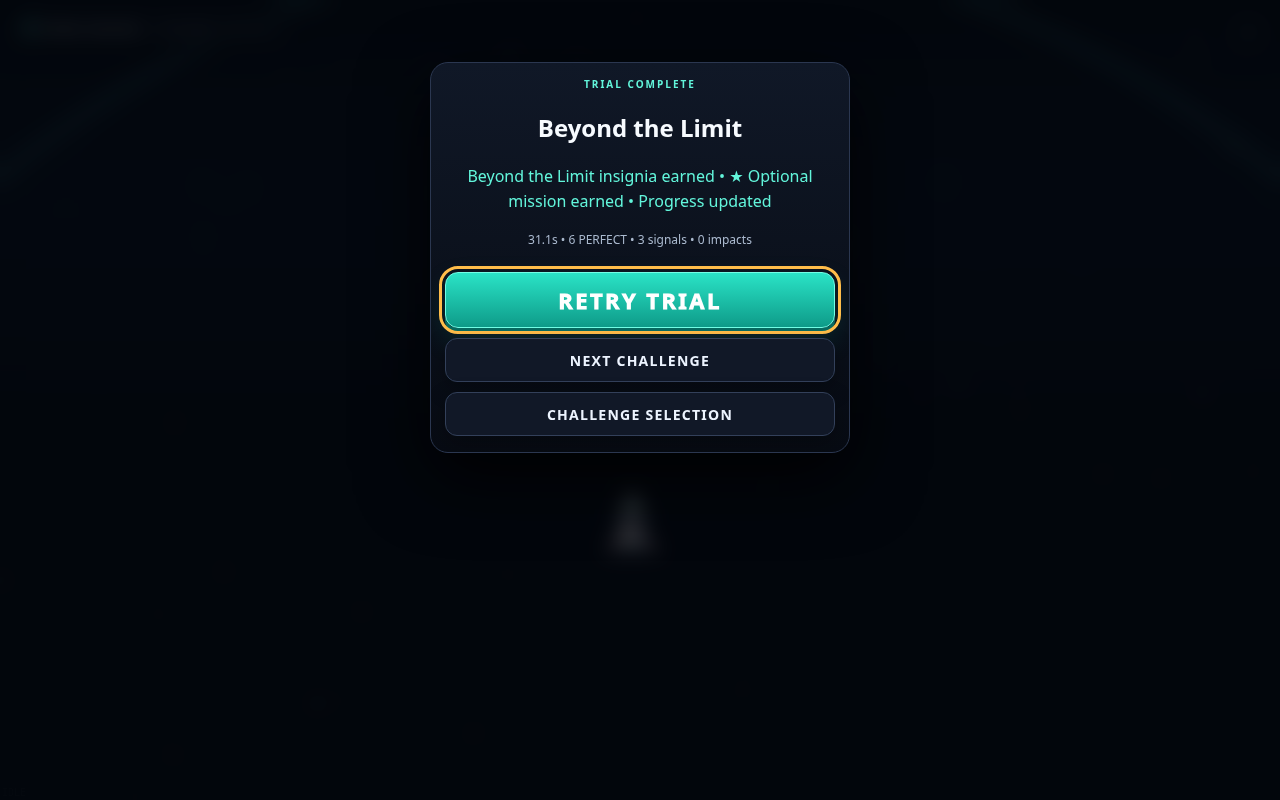 TRIAL COMPLETE
Beyond the Limit
Beyond the Limit insignia earned • ★ Optional
mission earned • Progress updated
31.1s • 6 PERFECT • 3 signals • 0 impacts
RETRY TRIAL
NEXT CHALLENGE
CHALLENGE SELECTION